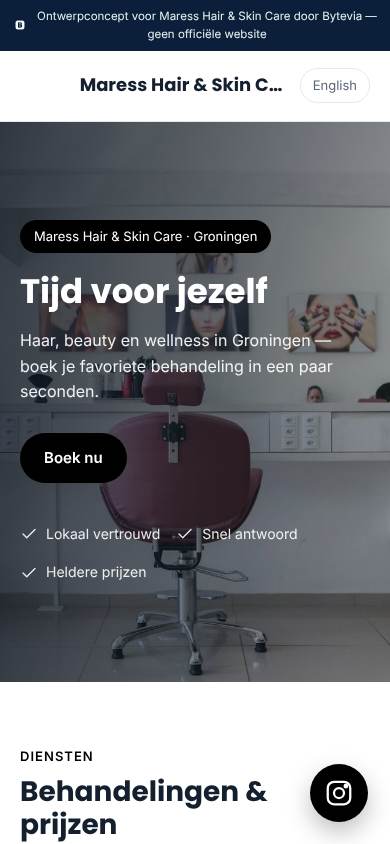 Ontwerpconcept voor Maress Hair & Skin Care door Bytevia —
geen officiële website
Maress Hair & Skin C...
English
Maress Hair & Skin Care · Groningen
Tijd voor jezelf
Haar, beauty en wellness in Groningen —
boek je favoriete behandeling in een paar
seconden.
Boek nu
Lokaal vertrouwd
Snel antwoord
Heldere prijzen
DIENSTEN
Behandelingen &
prijzen